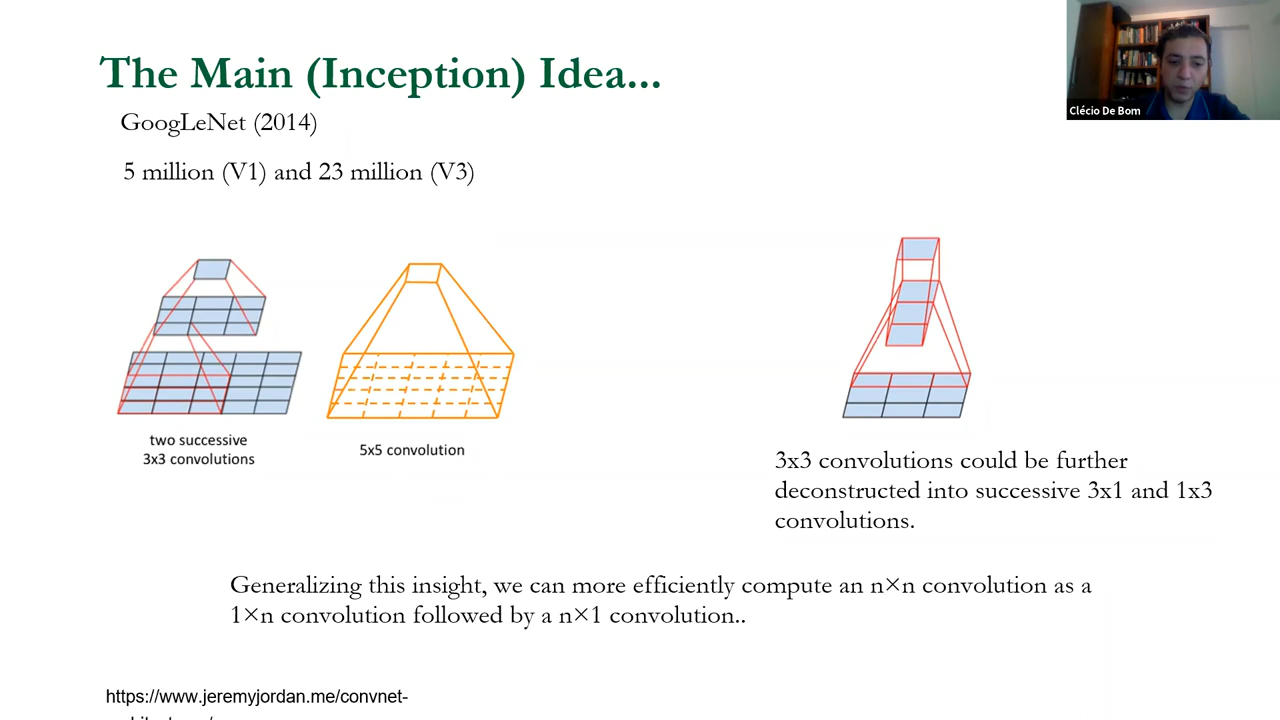 The Main (Inception) Idea...
GoogLeNet (2014)
5 million (V1) and 23 million (V3)
Clécio De Bom
two successive
3x3 convolutions
5x5 convolution
3x3 convolutions could be further
deconstructed into successive 3x1 and 1x3
convolutions.
Generalizing this insight, we can more efficiently compute an n×n convolution as a
1×n convolution followed by a n×1 convolution..
https://www.jeremyjordan.me/convnet-